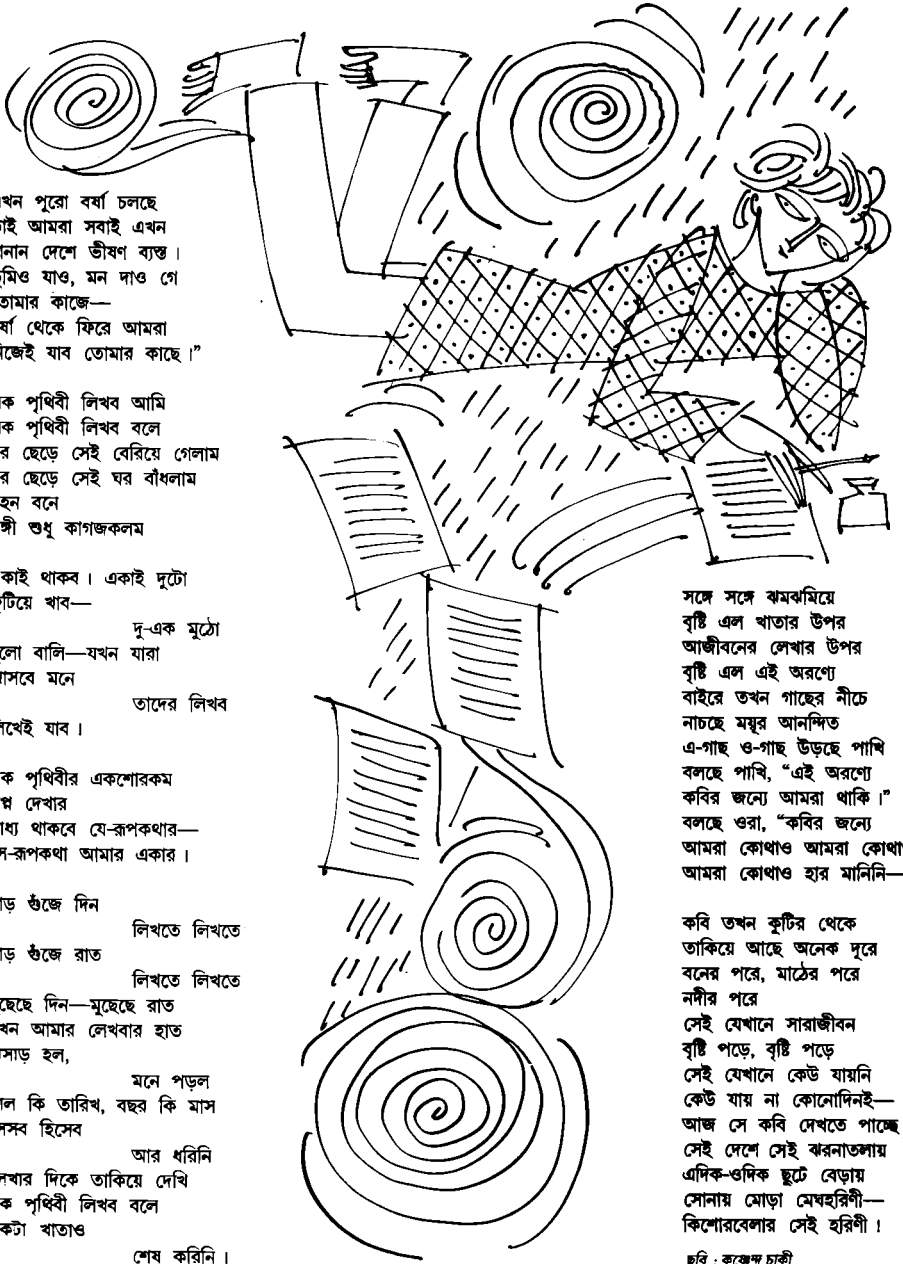 খন পুরো বর্ষা চলছে
তাই আমরা সবাই এখন
নানান দেশে ভীষণ ব্যস্ত।
তুমিও যাও, মন দাও গে
তোমার কাজে—
র্ষা থেকে ফিরে আমরা
নিজেই যাব তোমার কাছে।”
ক পৃথিবী লিখব আমি
ক পৃথিবী লিখব বলে
র ছেড়ে সেই বেরিয়ে গেলাম
র ছেড়ে সেই ঘর বাঁধলাম
হন বনে
ঙ্গী শুধু কাগজকলম
কাই থাকব। একাই দুটো
ফুটিয়ে খাব—
দু-এক মুঠো
লো বালি—যখন যারা
আসবে মনে
তাদের লিখব
লিখেই যাব।
ক পৃথিবীর একশোরকম
প্ন দেখার
াধ্য থাকবে যে-রূপকথার—
স-রূপকথা আমার একার।
াড় গুঁজে দিন
লিখতে লিখতে
াড় গুঁজে রাত
লিখতে লিখতে
ছেছে দিন—মুছেছে রাত
খন আমার লেখবার হাত
সাড় হল,
মনে পড়ল
ল কি তারিখ, বছর কি মাস
সব হিসেব
আর ধরিনি
লখার দিকে তাকিয়ে দেখি
ক পৃথিবী লিখব বলে
কটা খাতাও
শেষ করিনি।
সঙ্গে সঙ্গে ঝমঝমিয়ে
বৃষ্টি এল খাতার উপর
আজীবনের লেখার উপর
বৃষ্টি এল এই অরণ্যে
বাইরে তখন গাছের নীচে
নাচছে ময়ূর আনন্দিত
এ-গাছ ও-গাছ উড়ছে পাখি
বলছে পাখি, “এই অরণ্যে
কবির জন্যে আমরা থাকি।”
বলছে ওরা, “কবির জন্যে
আমরা কোথাও আমরা কোথা
আমরা কোথাও হার মানিনি—
কবি তখন কুটির থেকে
তাকিয়ে আছে অনেক দূরে
বনের পরে, মাঠের পরে
নদীর পরে
সেই যেখানে সারাজীবন
বৃষ্টি পড়ে, বৃষ্টি পড়ে
সেই যেখানে কেউ যায়নি
কেউ যায় না কোনোদিনই—
আজ সে কবি দেখতে পাচ্ছে
সেই দেশে সেই ঝরনাতলায়
এদিক-ওদিক ছুটে বেড়ায়
সোনায় মোড়া মেঘহরিণী—
কিশোরবেলার সেই হরিণী!
ছবি : কৃষ্ণেন্দু চাকী